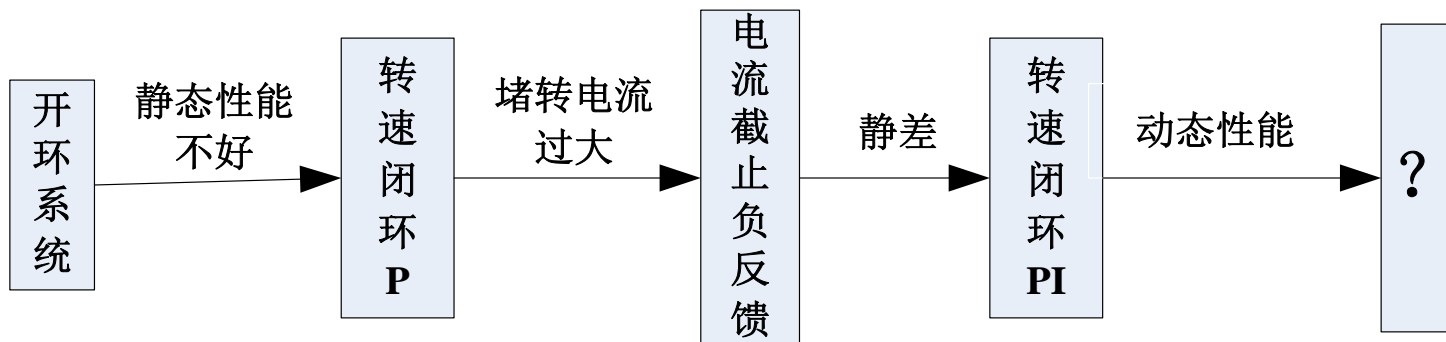 开环系统
静态性能
不好
转速闭环P
堵转电流
过大
电流截止负反馈
静差
转速闭环PI
动态性能
？